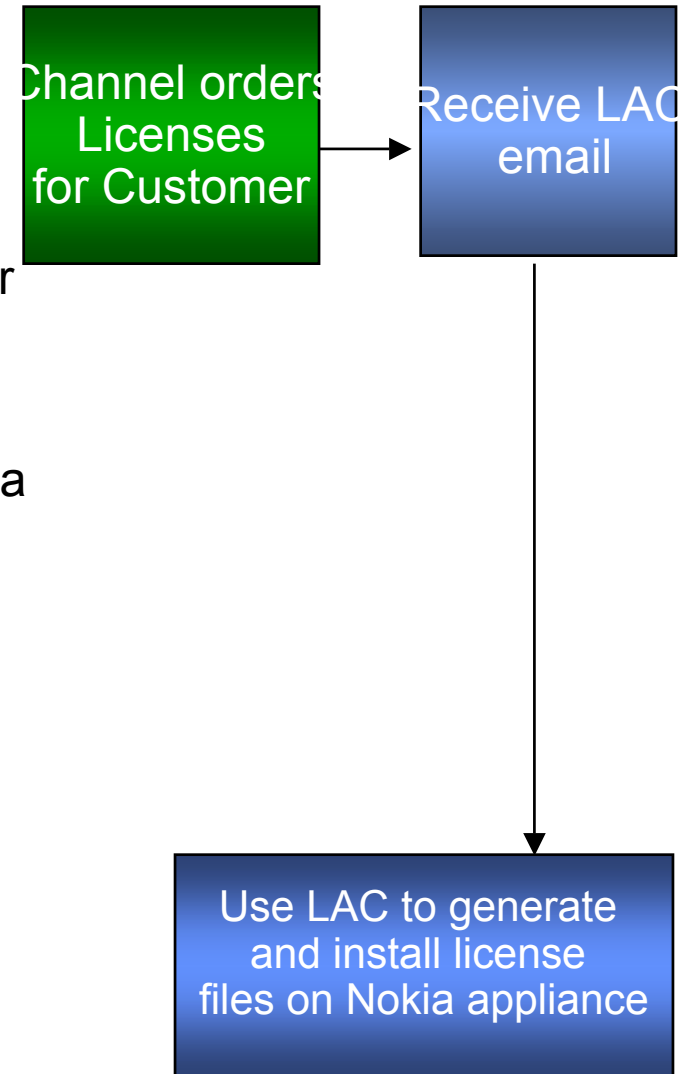 Channel orders
Licenses
for Customer
Receive LAC
email
r
a
Use LAC to generate
and install license
files on Nokia appliance